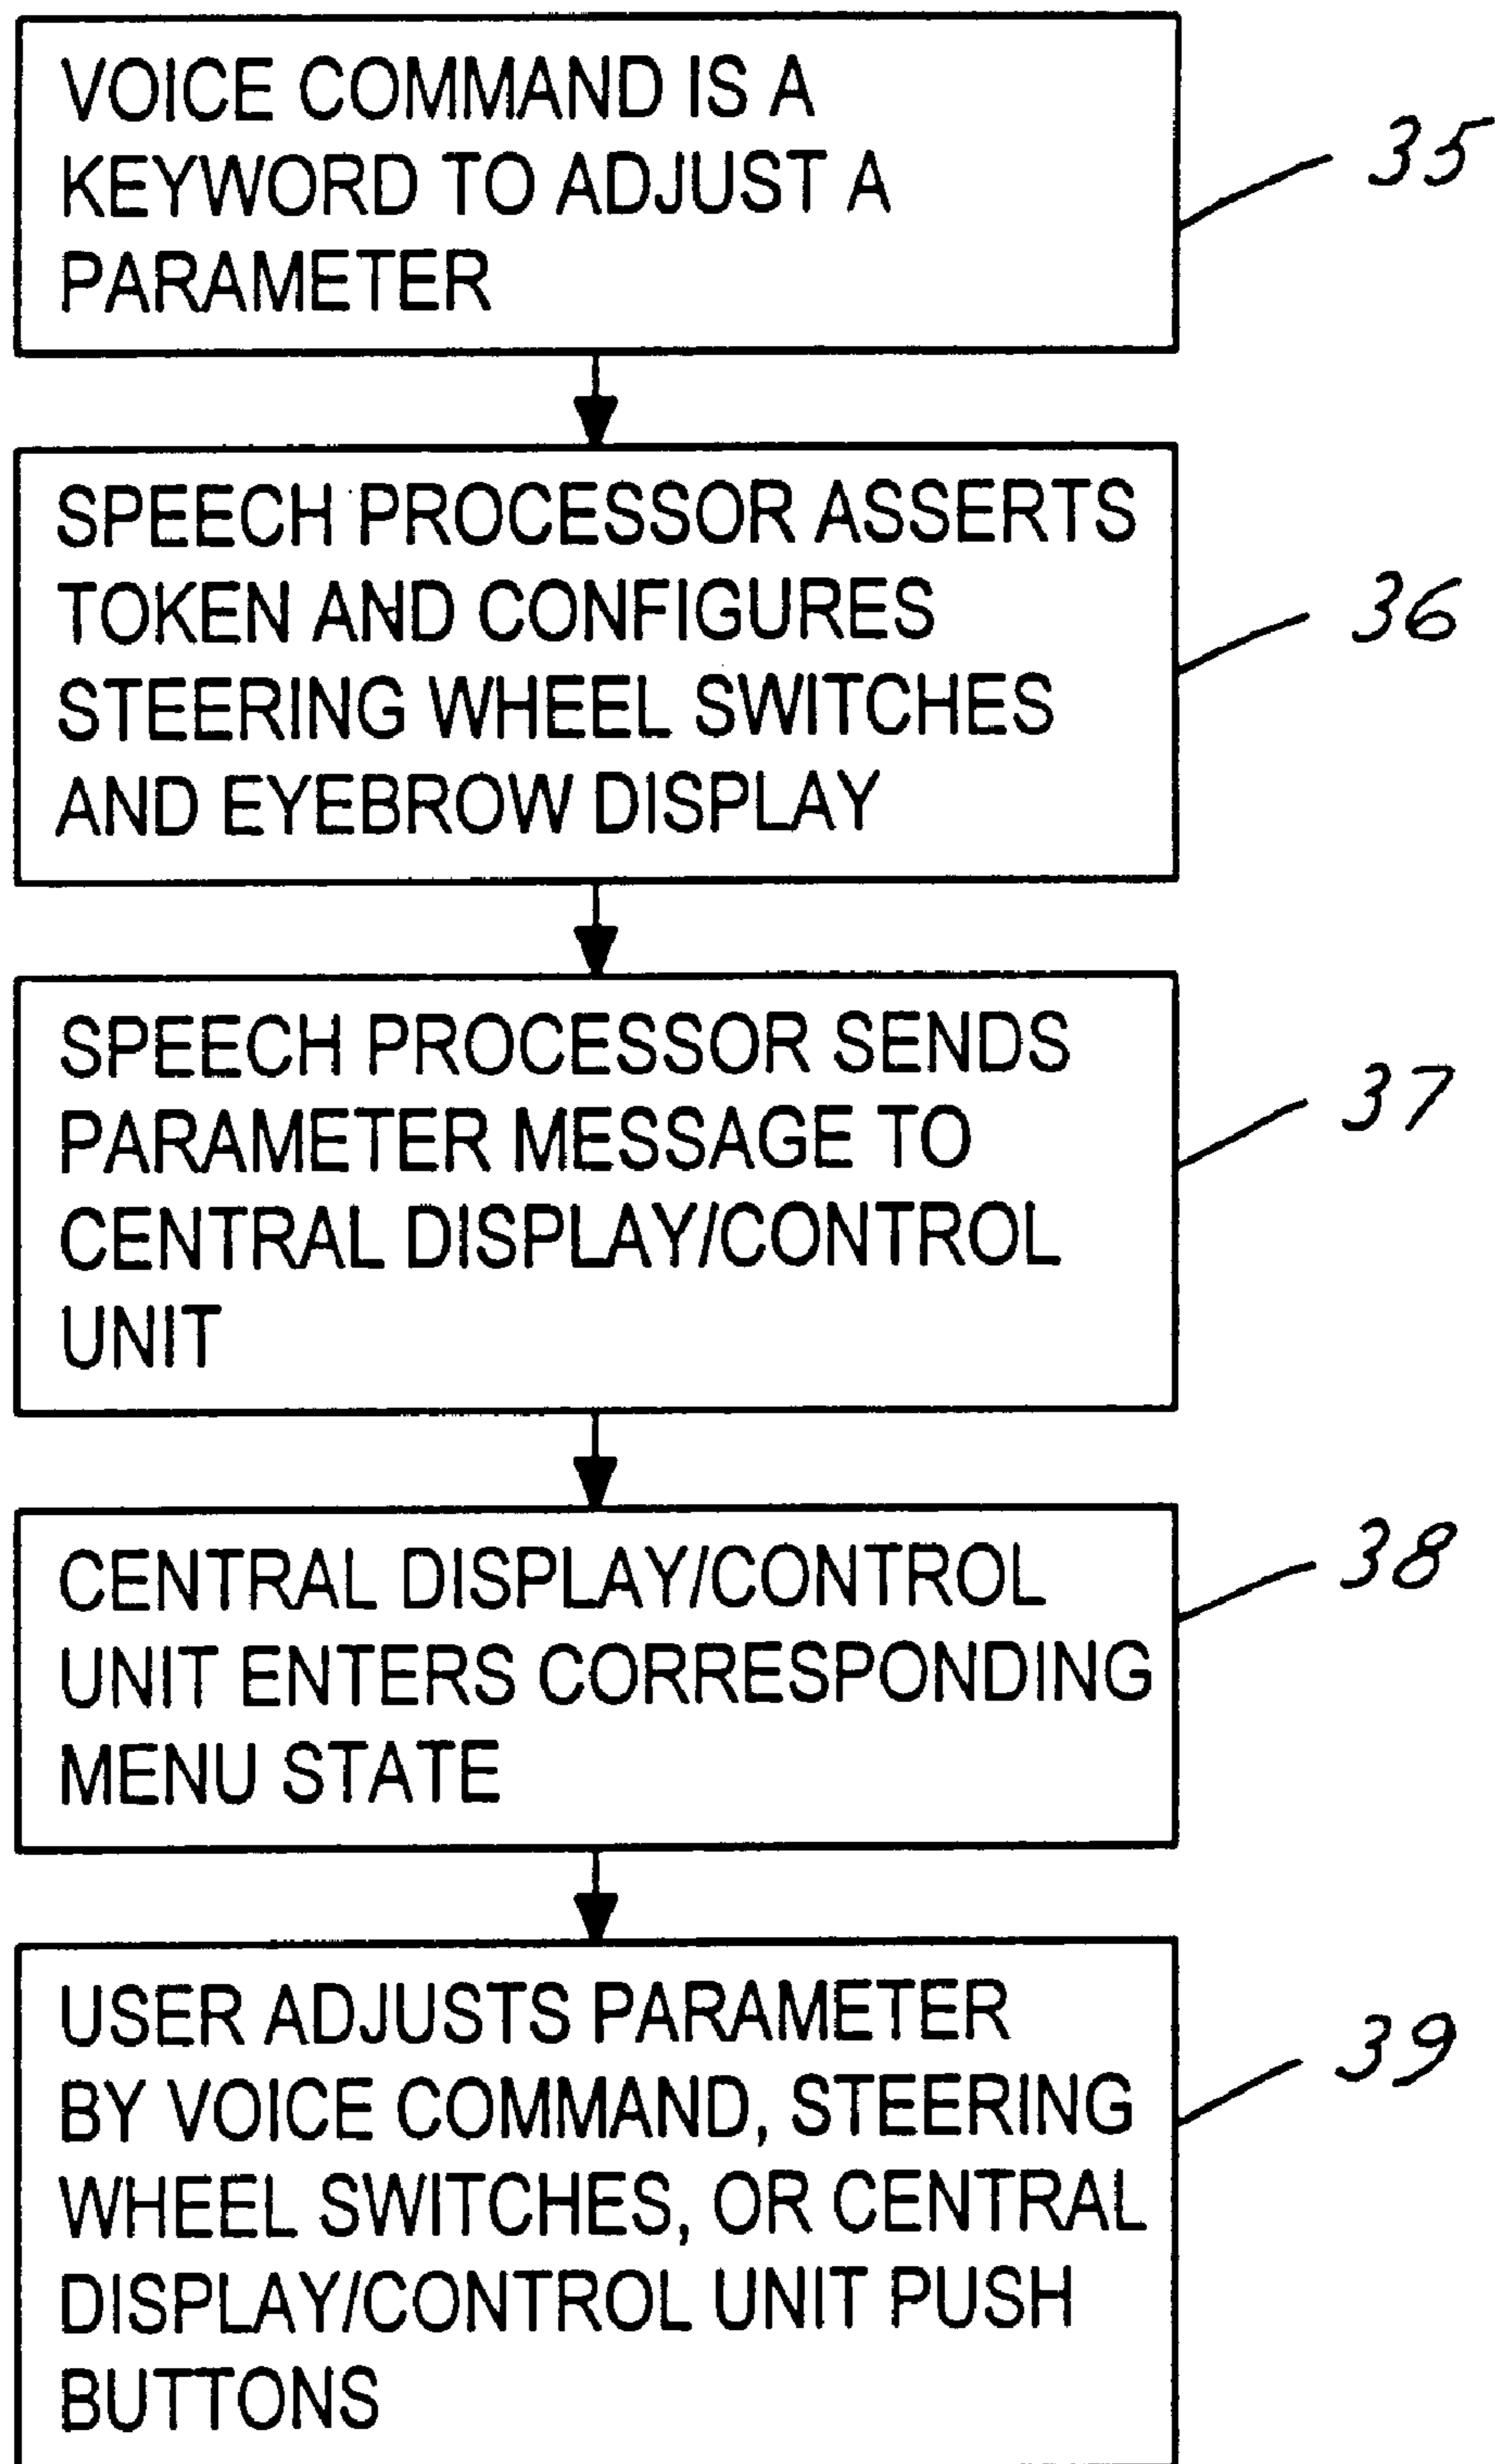 VOICE COMMAND IS A
KEYWORD TO ADJUST A
PARAMETER
35
SPEECH PROCESSOR ASSERTS
TOKEN AND CONFIGURES
STEERING WHEEL SWITCHES
AND EYEBROW DISPLAY
36
SPEECH PROCESSOR SENDS
PARAMETER MESSAGE TO
CENTRAL DISPLAY/CONTROL
UNIT
37
CENTRAL DISPLAY/CONTROL
UNIT ENTERS CORRESPONDING
MENU STATE
38
USER ADJUSTS PARAMETER
BY VOICE COMMAND, STEERING
WHEEL SWITCHES, OR CENTRAL
DISPLAY/CONTROL UNIT PUSH
BUTTONS
39